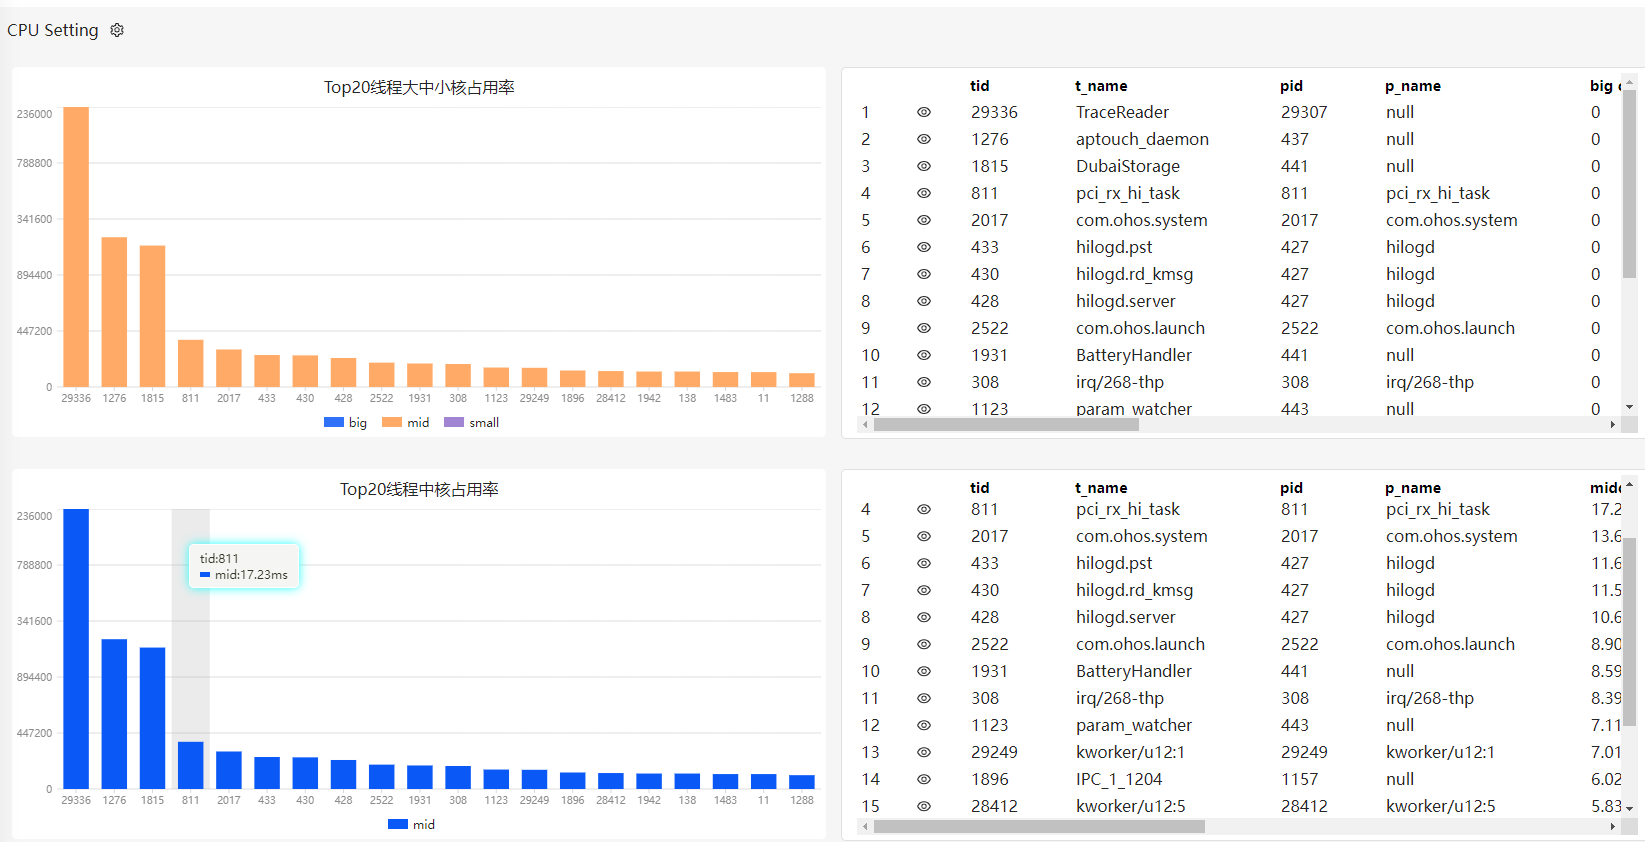 CPU Setting
Top20线程大中小核占用率
236000
788800
341600
894400
447200
0
29336 1276 1815 811 2017 433 430 428 2522 1931 308 1123 29249 1896 28412 1942 138 1483 11 1288
big mid small
tid t_name pid p_name big
1 29336 TraceReader 29307 null 0
2 1276 aptouch_daemon 437 null 0
3 1815 DubaiStorage 441 null 0
4 811 pci_rx_hi_task 811 pci_rx_hi_task 0
5 2017 com.ohos.system 2017 com.ohos.system 0
6 433 hilogd.pst 427 hilogd 0
7 430 hilogd.rd_kmsg 427 hilogd 0
8 428 hilogd.server 427 hilogd 0
9 2522 com.ohos.launch 2522 com.ohos.launch 0
10 1931 BatteryHandler 441 null 0
11 308 irq/268-thp 308 irq/268-thp 0
12 1123 param_watcher 443 null 0
Top20线程中核占用率
236000
788800
341600
894400
447200
0
tid:811
mid:17.23ms
29336 1276 1815 811 2017 433 430 428 2522 1931 308 1123 29249 1896 28412 1942 138 1483 11 1288
mid
tid t_name pid p_name midd
4 811 pci_rx_hi_task 811 pci_rx_hi_task 17.2
5 2017 com.ohos.system 2017 com.ohos.system 13.6
6 433 hilogd.pst 427 hilogd 11.6
7 430 hilogd.rd_kmsg 427 hilogd 11.5
8 428 hilogd.server 427 hilogd 10.6
9 2522 com.ohos.launch 2522 com.ohos.launch 8.90
10 1931 BatteryHandler 441 null 8.59
11 308 irq/268-thp 308 irq/268-thp 8.39
12 1123 param_watcher 443 null 7.11
13 29249 kworker/u12:1 29249 kworker/u12:1 7.01
14 1896 IPC_1_1204 1157 null 6.02
15 28412 kworker/u12:5 28412 kworker/u12:5 5.83